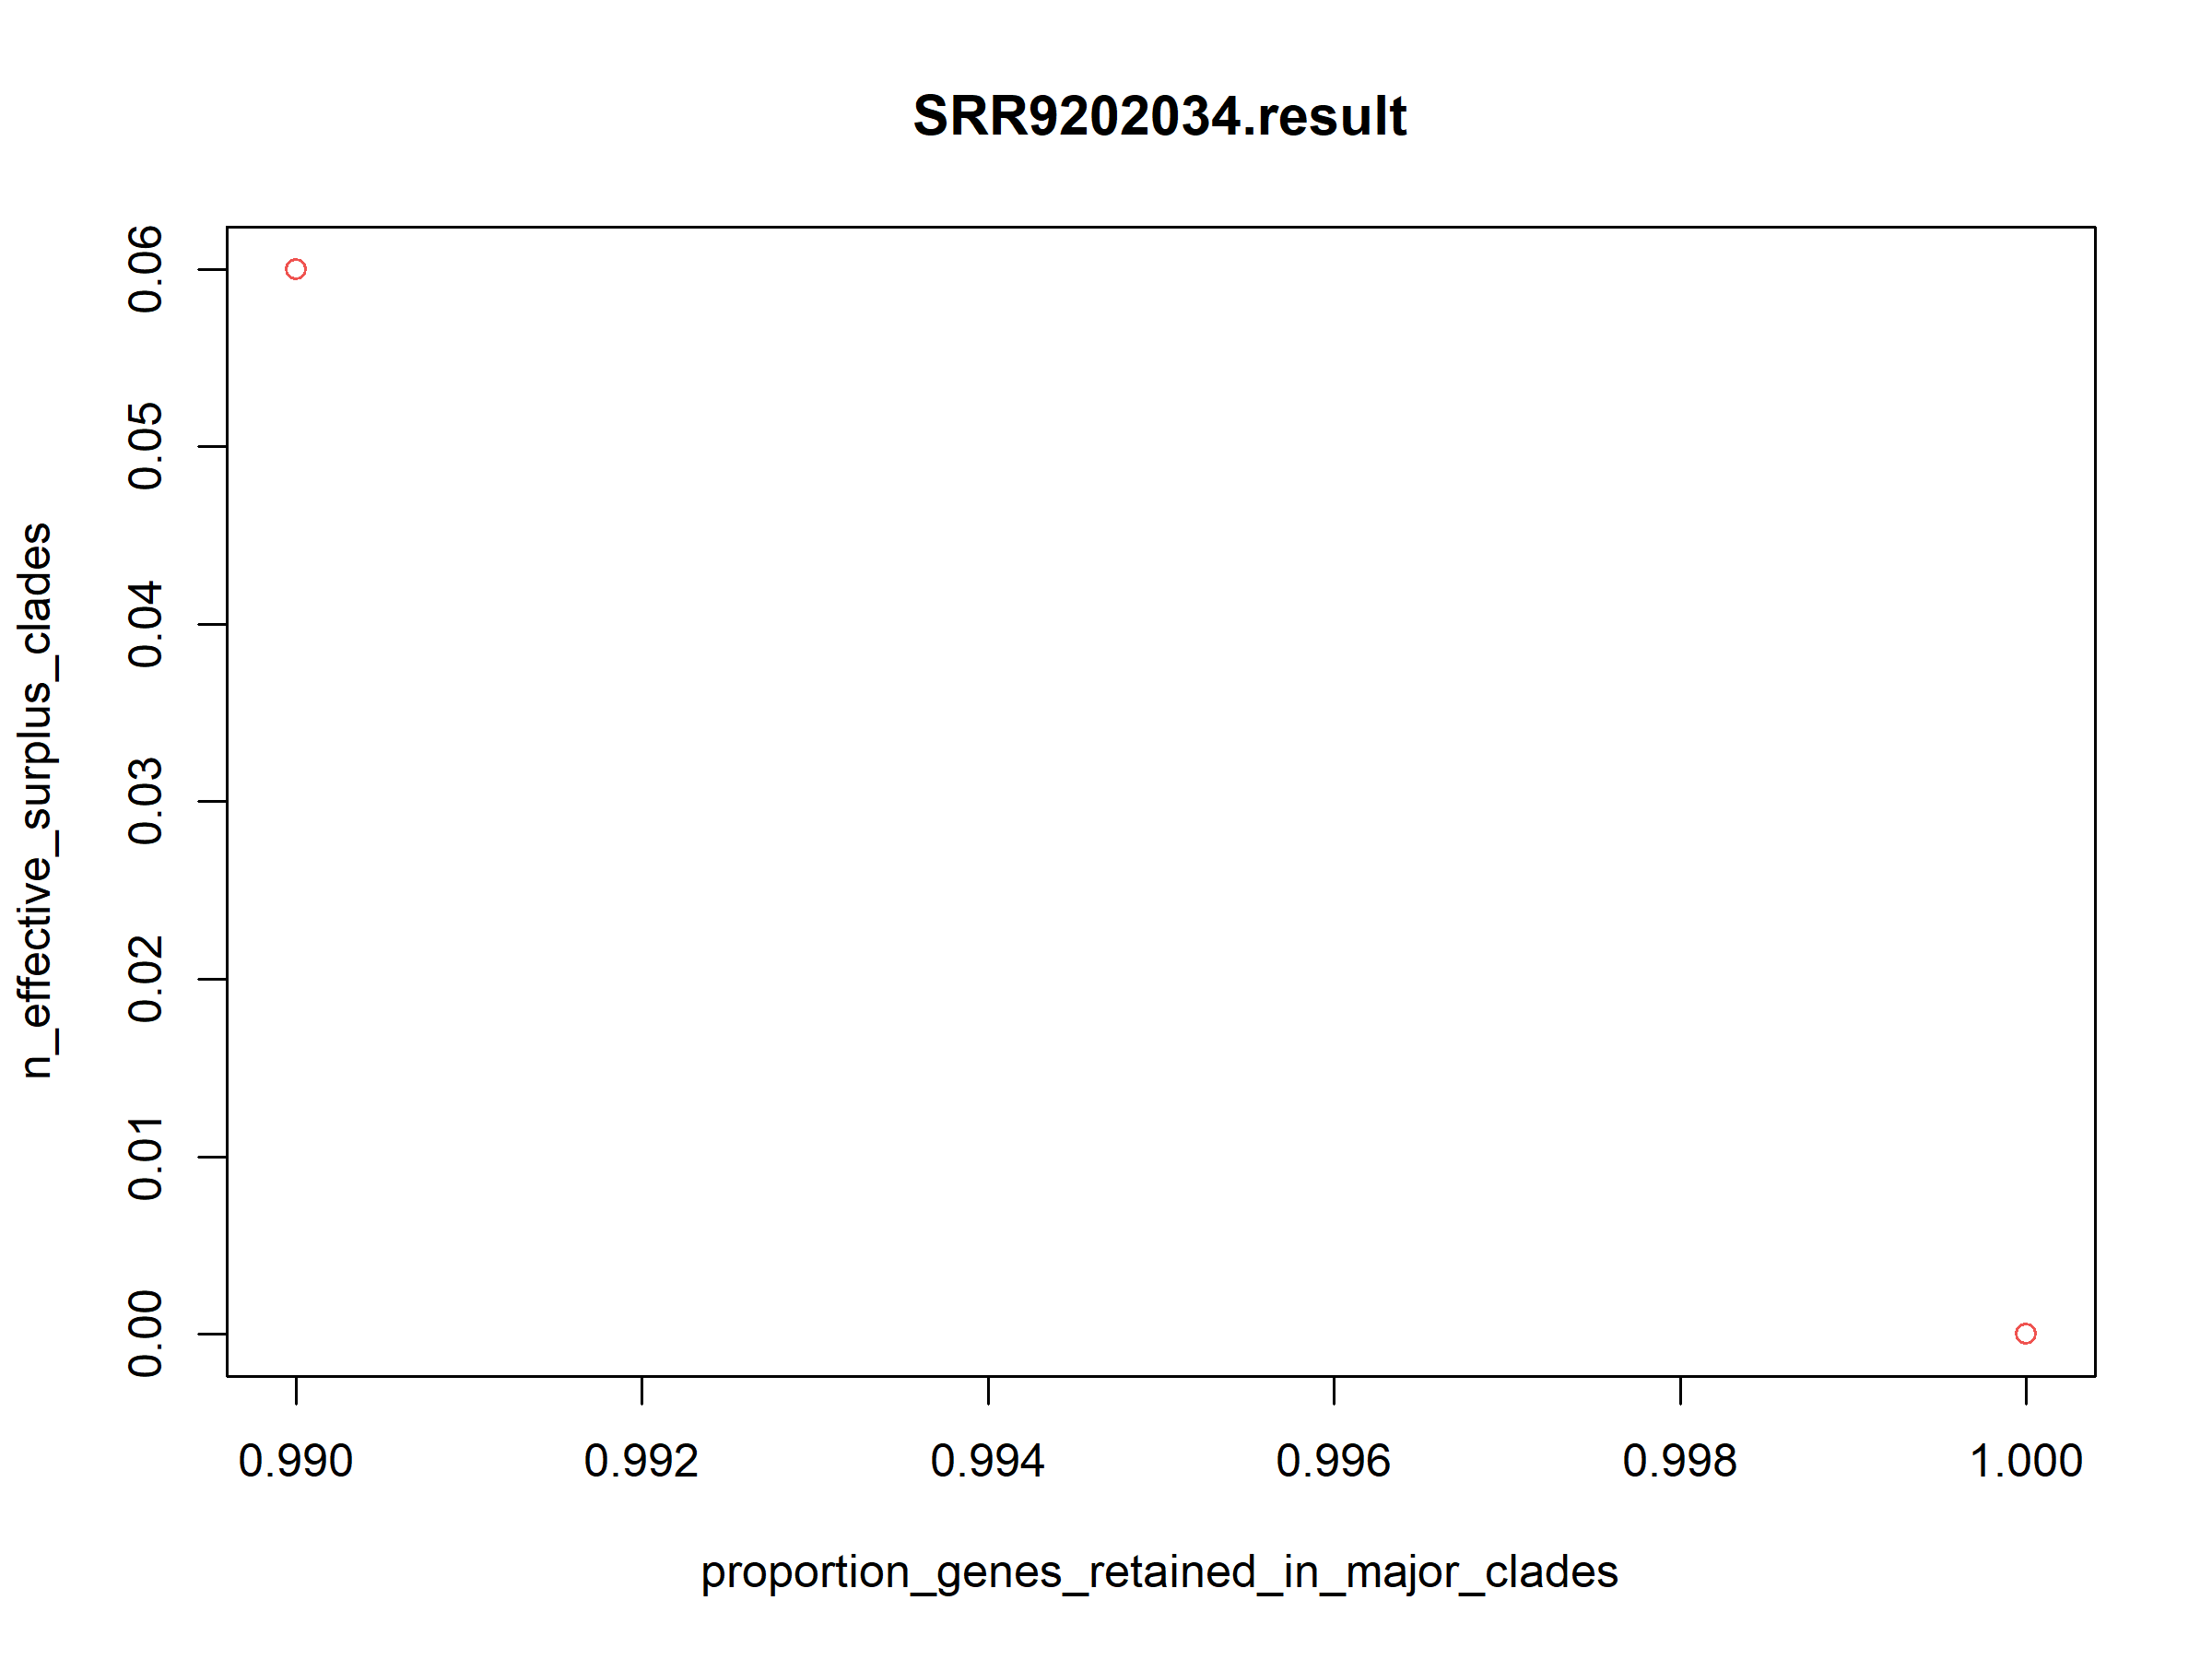 SRR9202034.result
n_effective_surplus_clades
0.06
0.05
0.04
0.03
0.02
0.01
0.00
0.990 0.992 0.994 0.996 0.998 1.000
proportion_genes_retained_in_major_clades